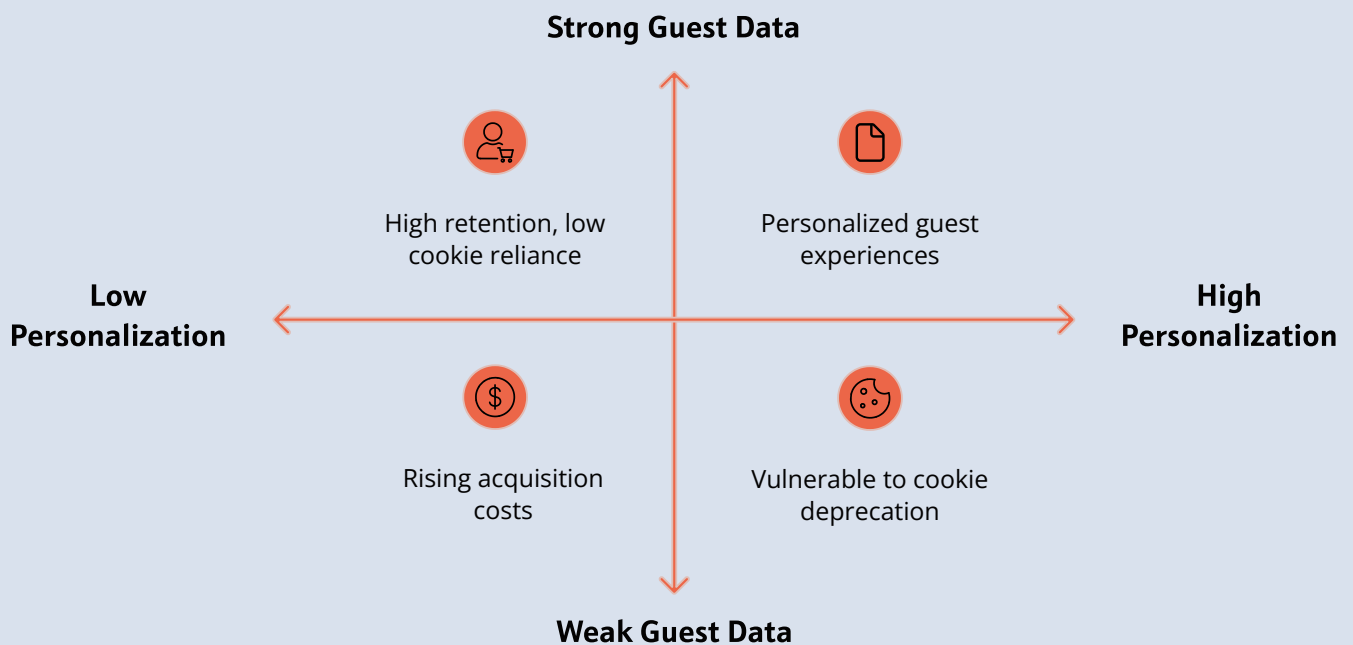 Strong Guest Data
High retention, low
cookie reliance
Personalized guest
experiences
Low
Personalization
High
Personalization
$
Rising acquisition
costs
Vulnerable to cookie
deprecation
Weak Guest Data